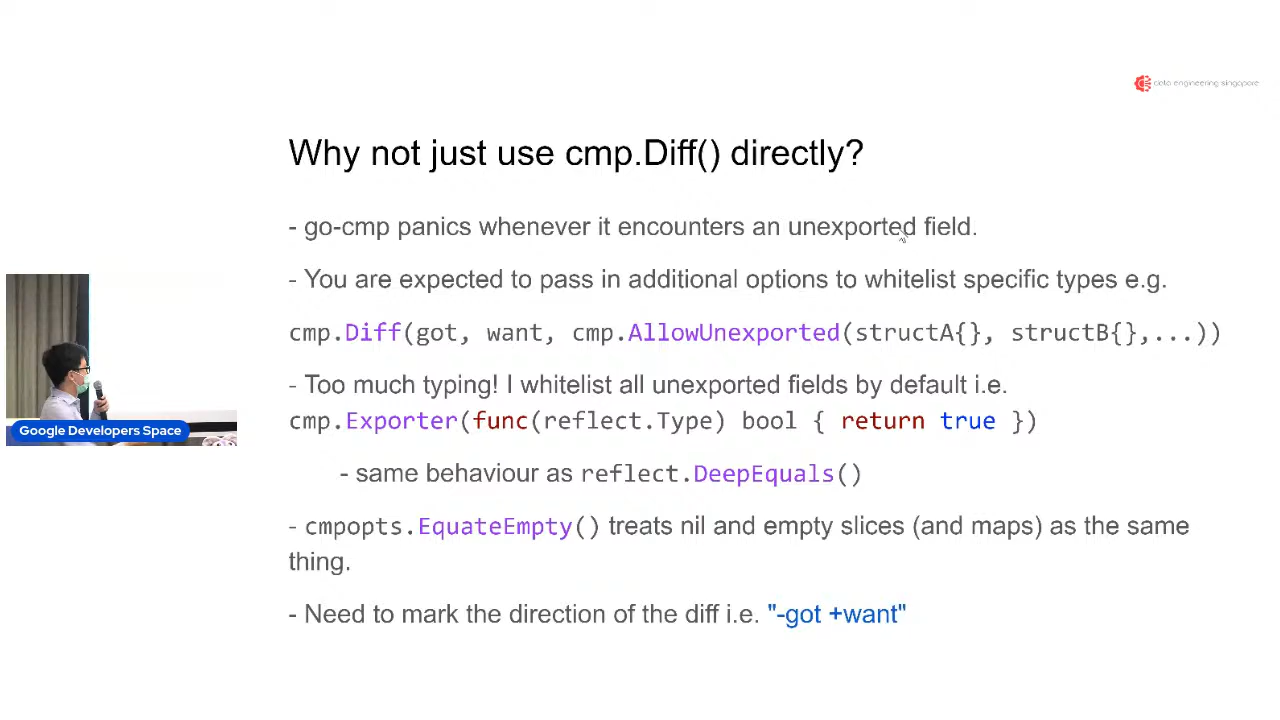 data engineering singapore
Why not just use cmp.Diff() directly?
- go-cmp panics whenever it encounters an unexported field.
- You are expected to pass in additional options to whitelist specific types e.g.
cmp.Diff(got, want, cmp.AllowUnexported(structA{}, structB{},...))
- Too much typing! I whitelist all unexported fields by default i.e.
cmp.Exporter(func(reflect.Type) bool { return true })
- same behaviour as reflect.DeepEquals()
- cmpopts.EquateEmpty() treats nil and empty slices (and maps) as the same
thing.
- Need to mark the direction of the diff i.e. "-got +want"
Google Developers Space